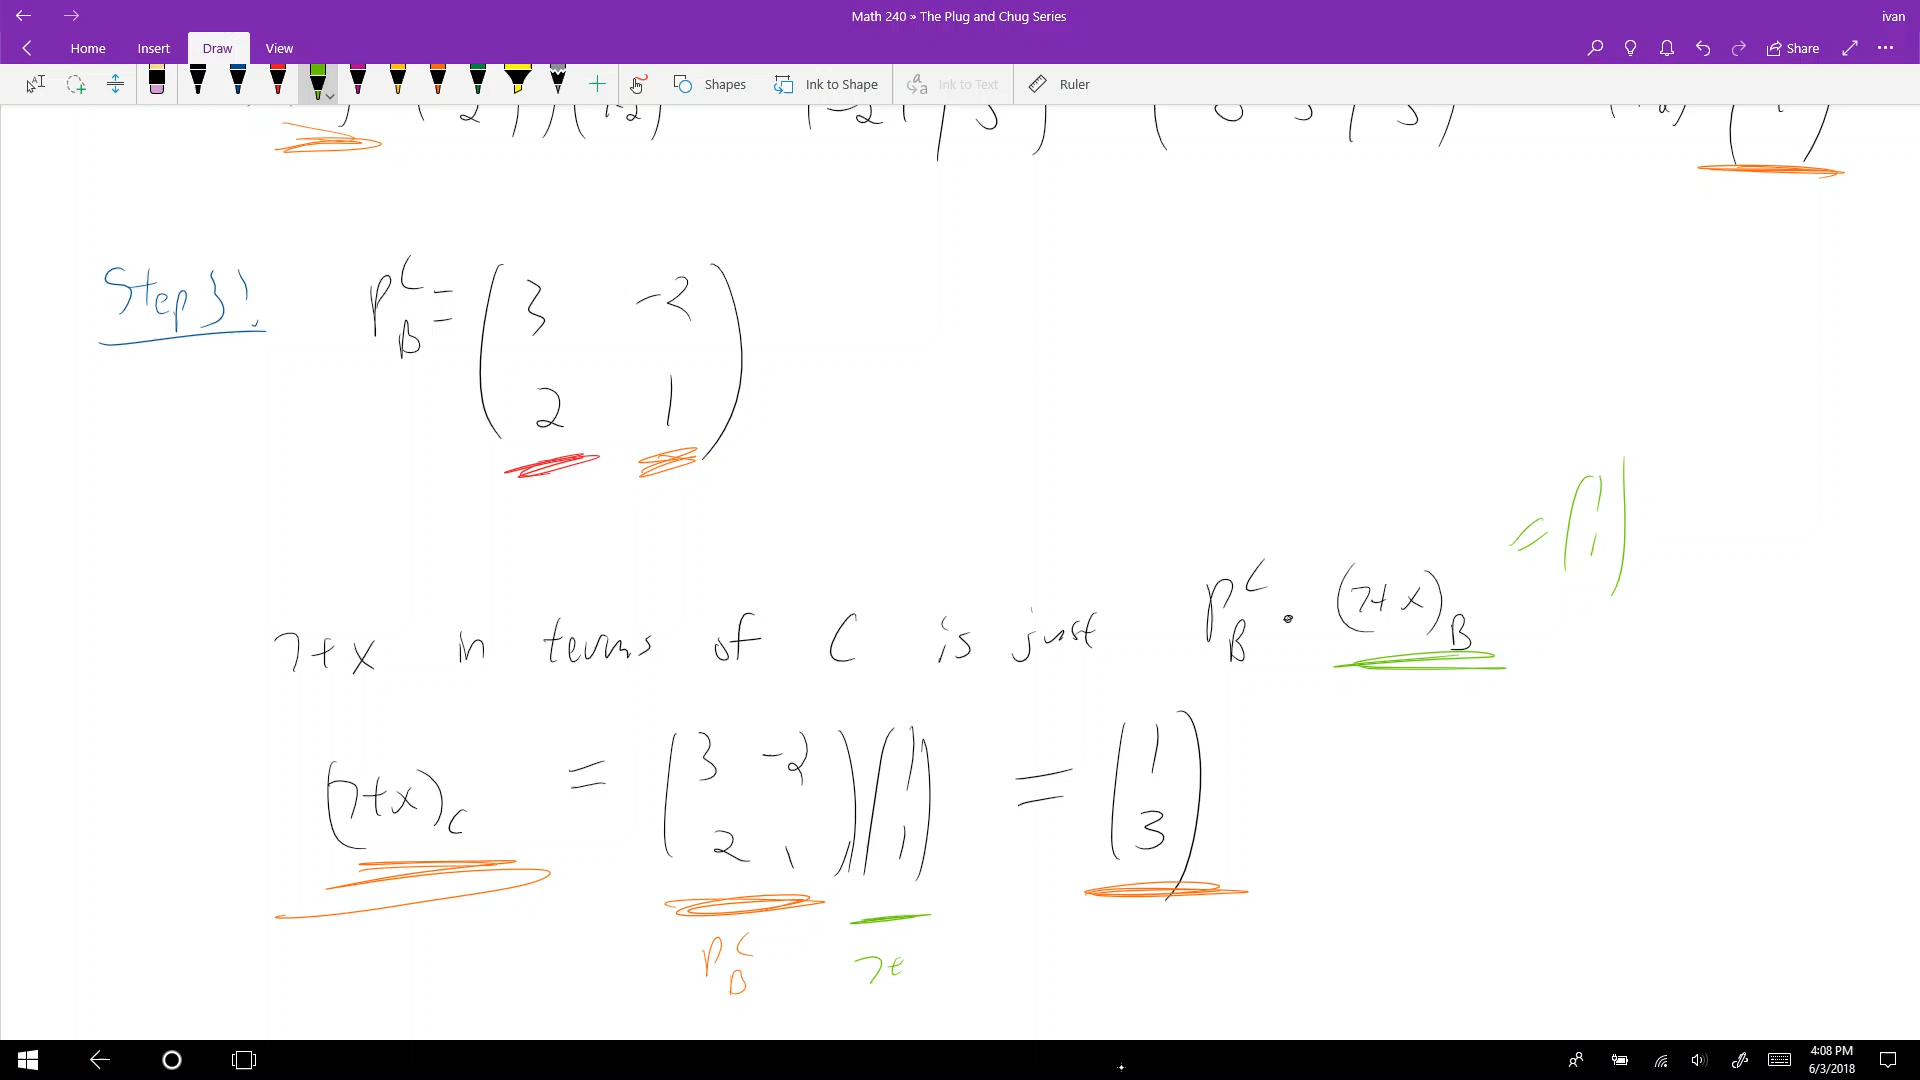 Math 240 » The Plug and Chug Series
ivan
Home Insert Draw View
Share
Shapes Ink to Shape Ink to Text Ruler
Step 3:
P^C_B = (3 -2
2 1)
= (1
1)
7+x in terms of C is just P^C_B · (7+x)_B
(7+x)_C = (3 -2
2 1) (1
1) = (1
3)
P^C_B
7+
4:08 PM
6/3/2018